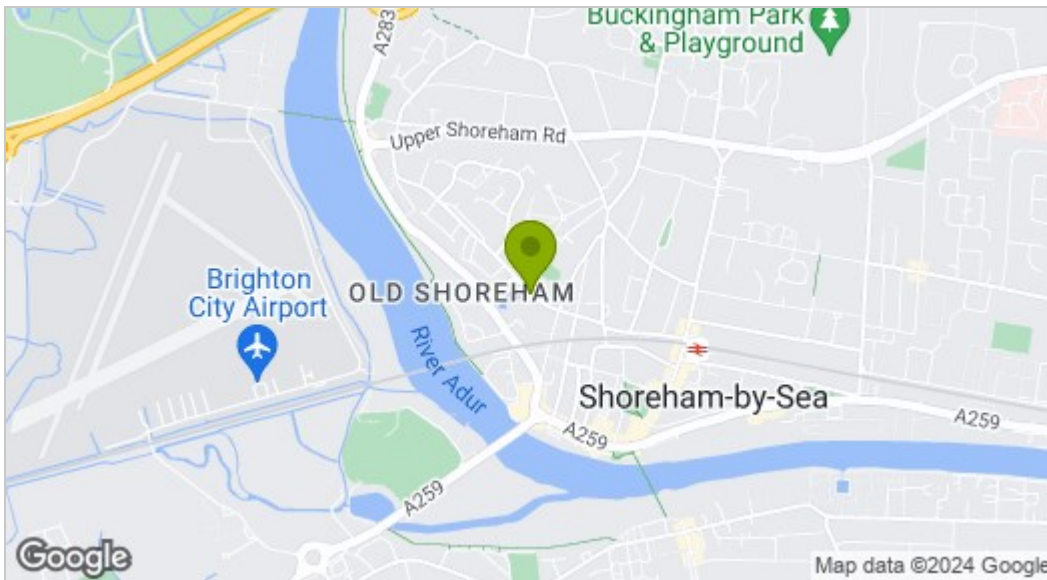 Buckingham Park
& Playground
A283
Upper Shoreham Rd
Brighton
City Airport
OLD SHOREHAM
River Adur
Shoreham-by-Sea
A259
A259
A259
Google
Map data ©2024 Google